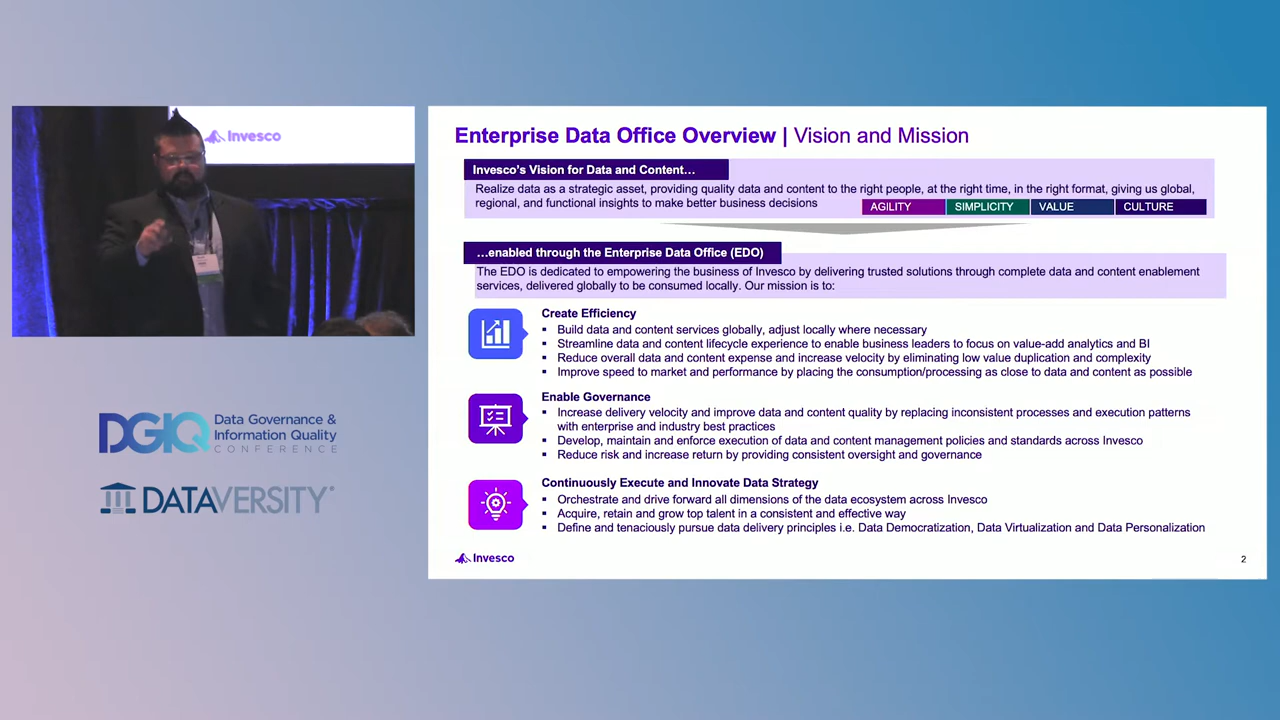 Invesco
Data Governance &
Information Quality
CONFERENCE
DGIQ
DATAVERSITY
Enterprise Data Office Overview | Vision and Mission
Invesco's Vision for Data and Content…
Realize data as a strategic asset, providing quality data and content to the right people, at the right time, in the right format, giving us global,
regional, and functional insights to make better business decisions
AGILITY
SIMPLICITY
VALUE
CULTURE
…enabled through the Enterprise Data Office (EDO)
The EDO is dedicated to empowering the business of Invesco by delivering trusted solutions through complete data and content enablement
services, delivered globally to be consumed locally. Our mission is to:
Create Efficiency
▪ Build data and content services globally, adjust locally where necessary
▪ Streamline data and content lifecycle experience to enable business leaders to focus on value-add analytics and BI
▪ Reduce overall data and content expense and increase velocity by eliminating low value duplication and complexity
▪ Improve speed to market and performance by placing the consumption/processing as close to data and content as possible
Enable Governance
▪ Increase delivery velocity and improve data and content quality by replacing inconsistent processes and execution patterns
with enterprise and industry best practices
▪ Develop, maintain and enforce execution of data and content management policies and standards across Invesco
▪ Reduce risk and increase return by providing consistent oversight and governance
Continuously Execute and Innovate Data Strategy
▪ Orchestrate and drive forward all dimensions of the data ecosystem across Invesco
▪ Acquire, retain and grow top talent in a consistent and effective way
▪ Define and tenaciously pursue data delivery principles i.e. Data Democratization, Data Virtualization and Data Personalization
Invesco
2